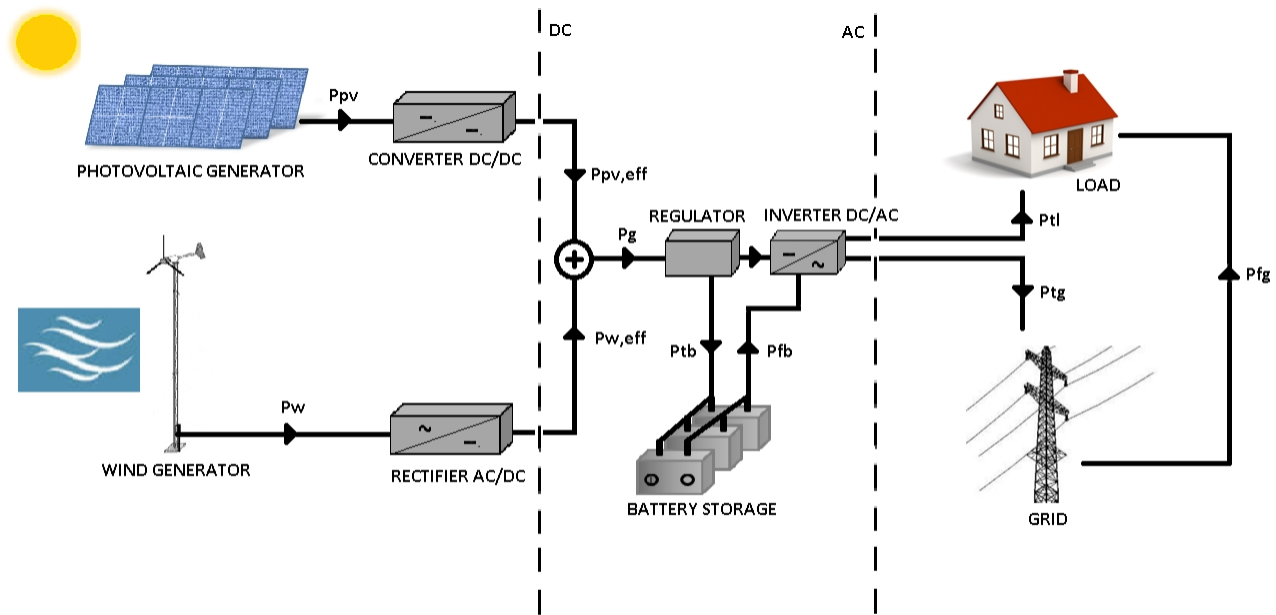 DC
AC
Ppv
PHOTOVOLTAIC GENERATOR
CONVERTER DC/DC
Ppv,eff
LOAD
REGULATOR
INVERTER DC/AC
Pg
Ptl
Ptg
Pfg
Pw,eff
Ptb
Pfb
Pw
WIND GENERATOR
RECTIFIER AC/DC
BATTERY STORAGE
GRID